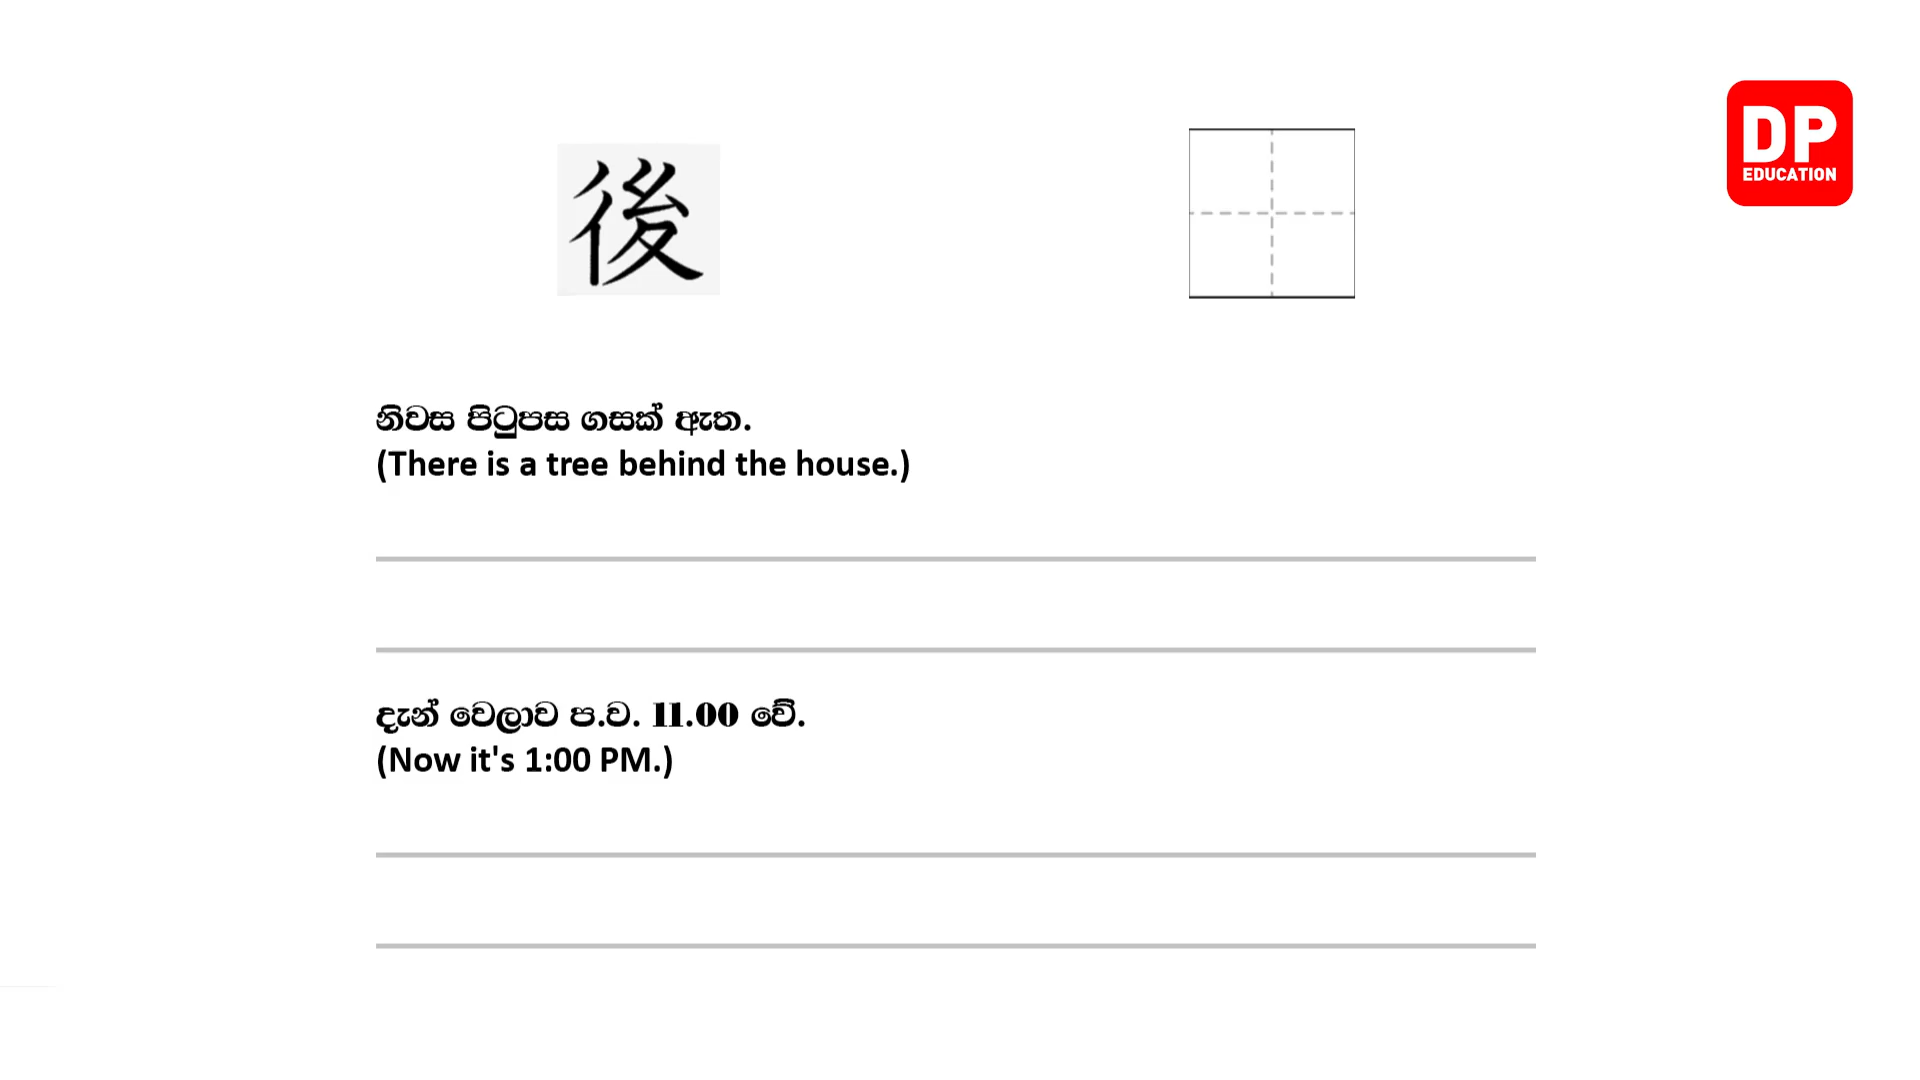 DP
EDUCATION
後
නිවස පිටුපස ගසක් ඇත.
(There is a tree behind the house.)
දැන් වෙලාව ප.ව. 11.00 වේ.
(Now it's 1:00 PM.)